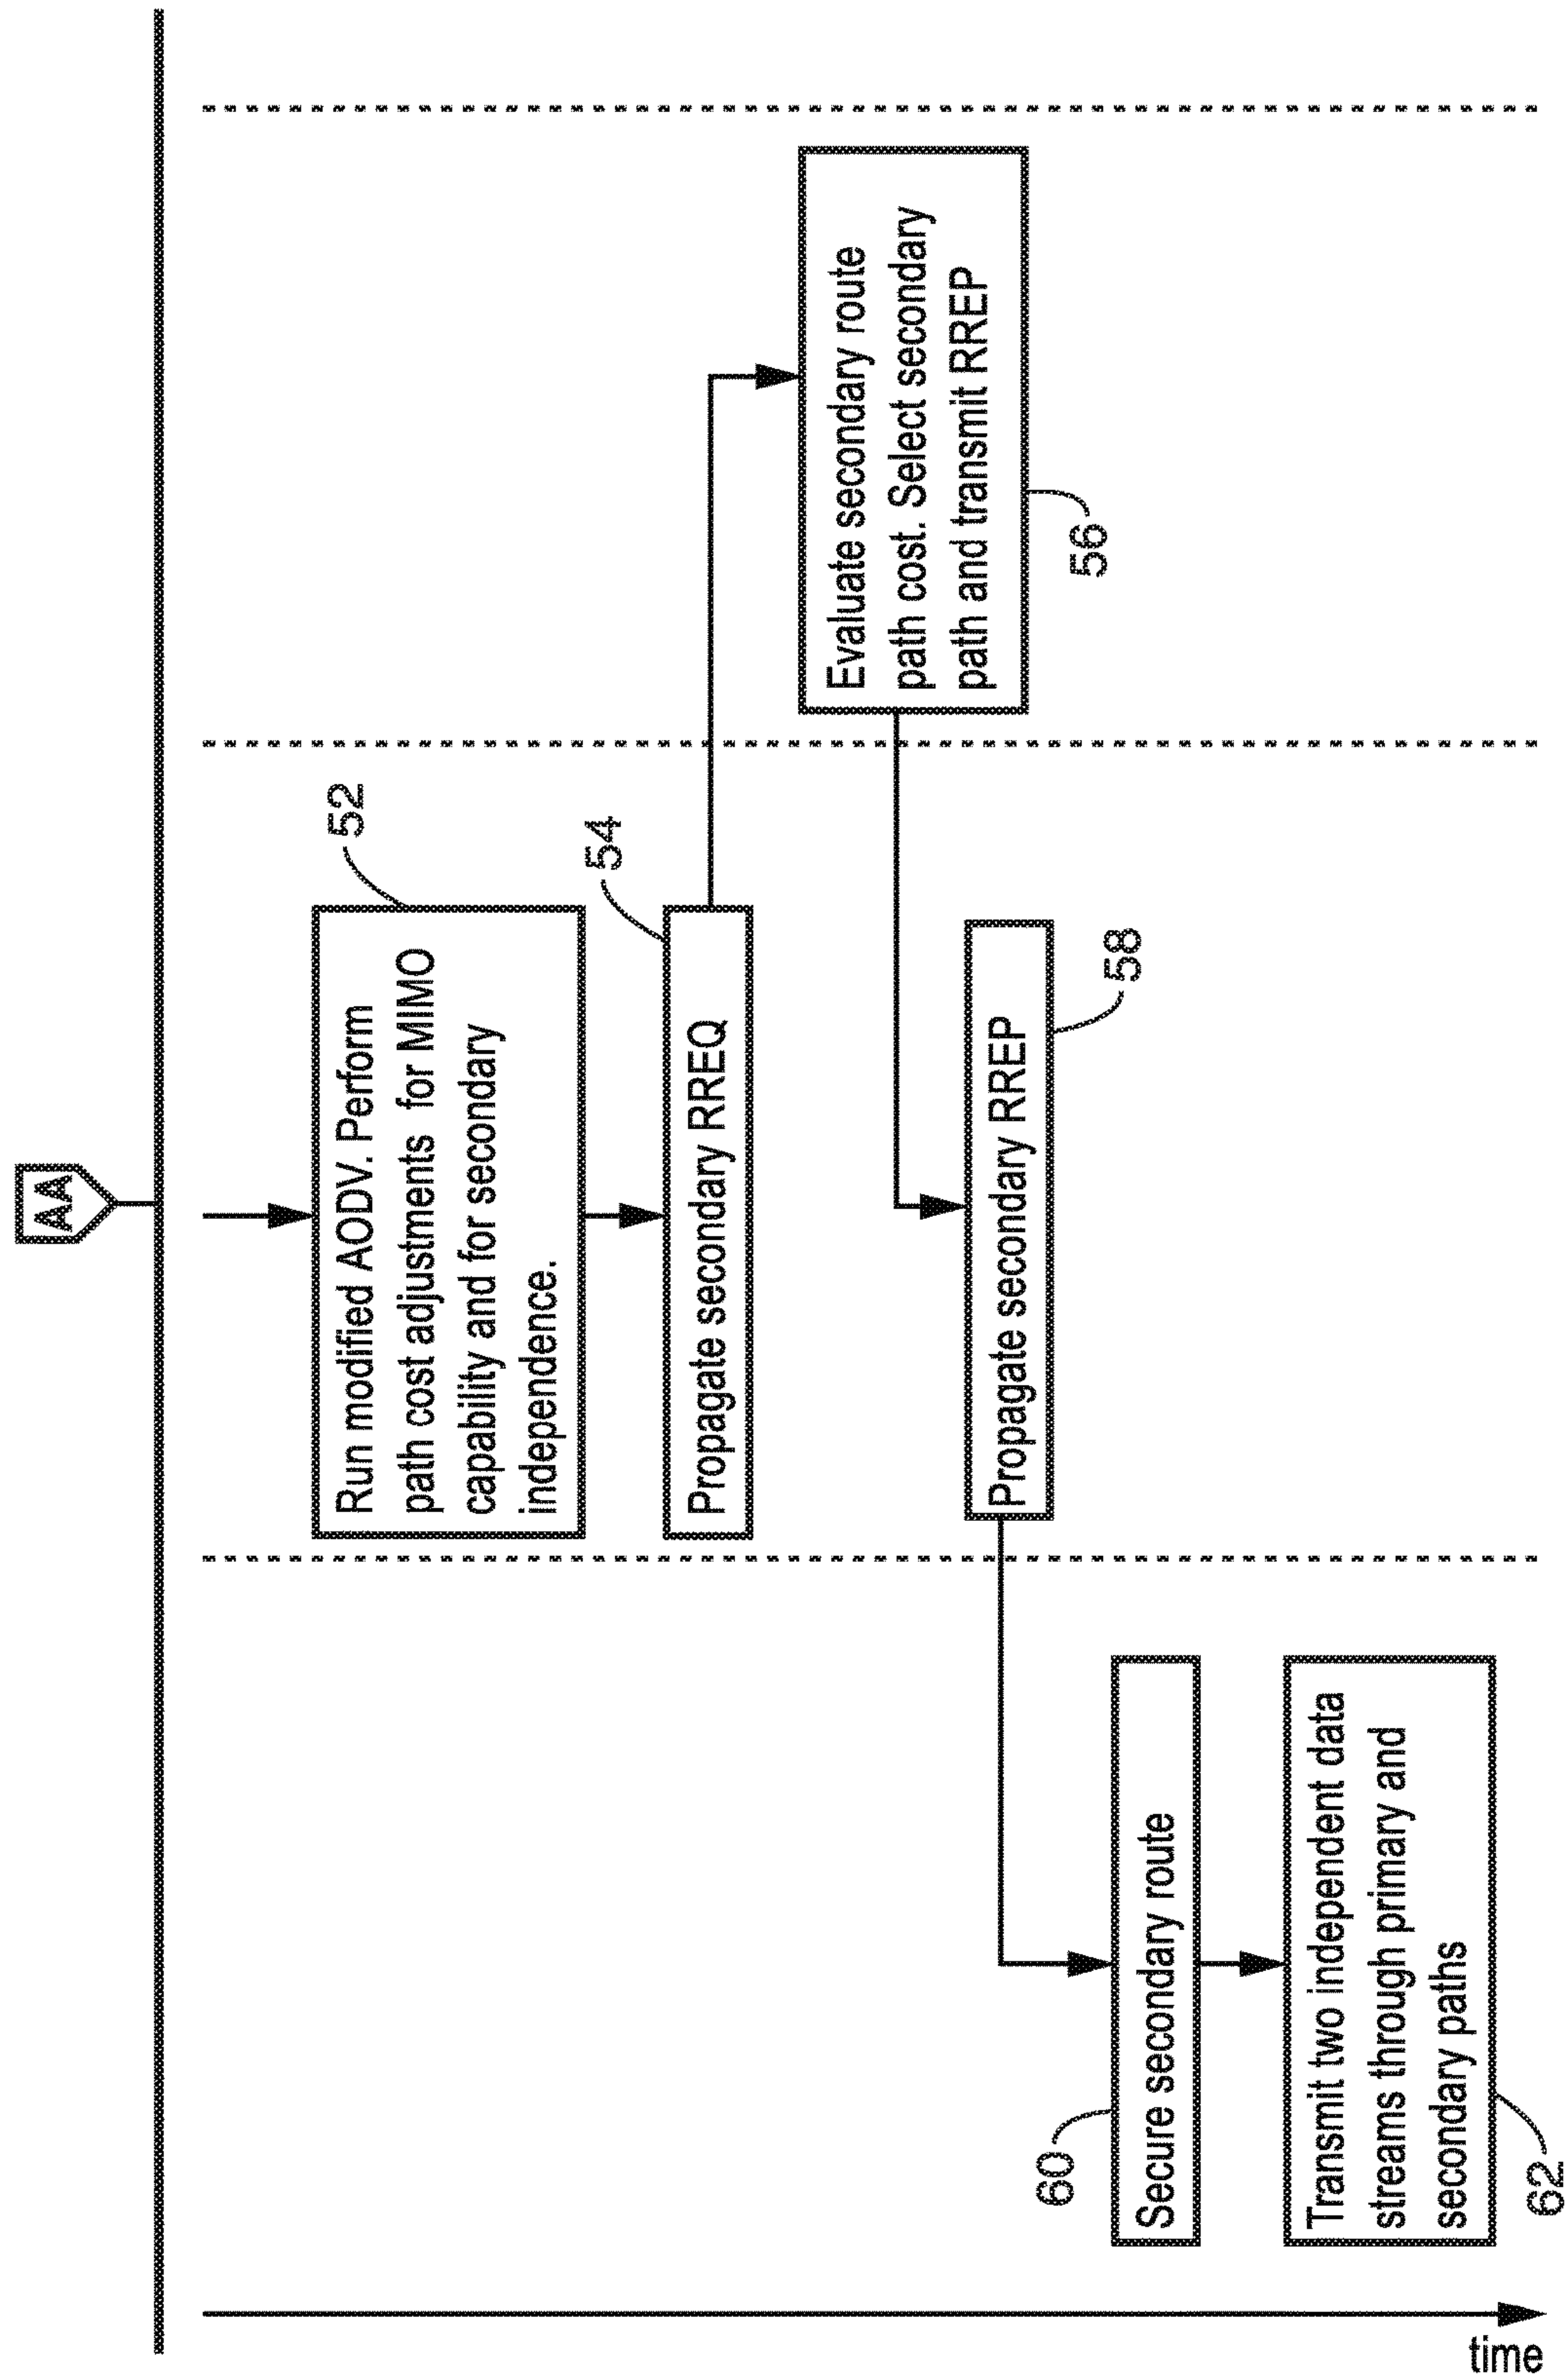 AA
Run modified AODV. Perform
path cost adjustments for MIMO
capability and for secondary
independence.
52
Propagate secondary RREQ
54
Evaluate secondary route
path cost. Select secondary
path and transmit RREP
56
Propagate secondary RREP
58
Secure secondary route
60
Transmit two independent data
streams through primary and
secondary paths
62
time